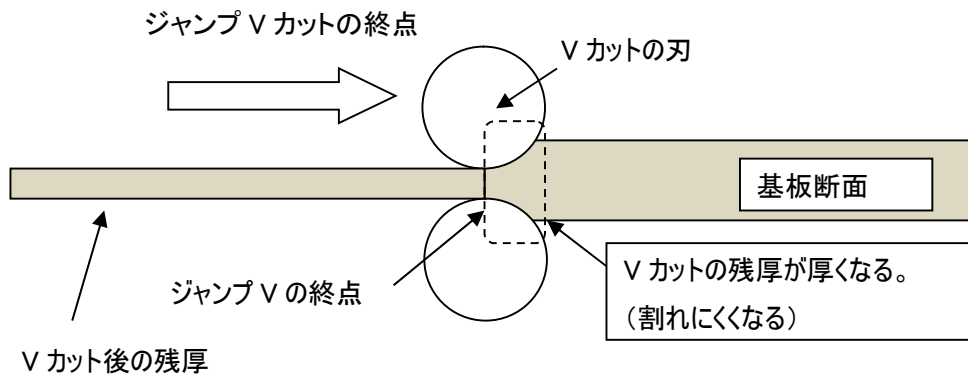 ジャンプ V カットの終点
V カットの刃
基板断面
V カットの残厚が厚くなる。
（割れにくくなる）
ジャンプ V の終点
V カット後の残厚